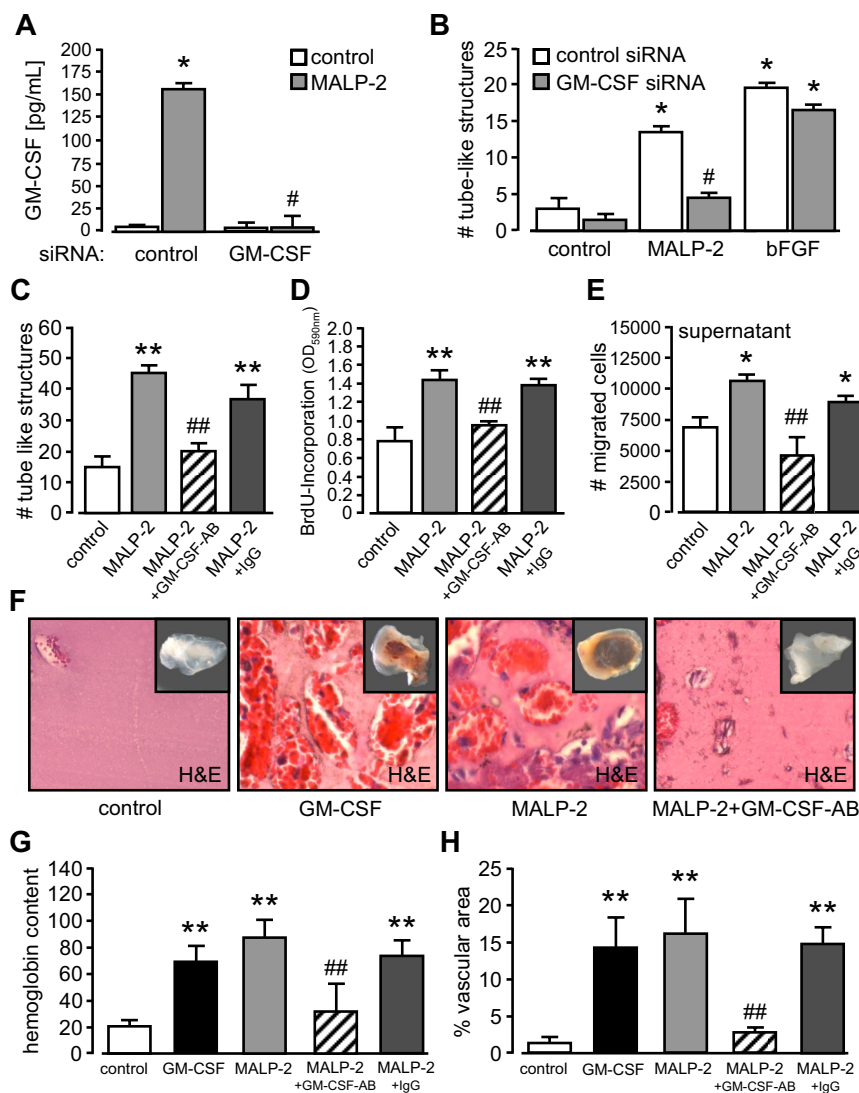 A
GM-CSF [pg/mL]
200
175
150
125
100
75
50
25
0
*
#
control
MALP-2
siRNA: control GM-CSF
B
# tube-like structures
25
20
15
10
5
0
control siRNA
GM-CSF siRNA
*
#
*
*
control MALP-2 bFGF
C
# tube like structures
60
50
40
30
20
10
0
**
##
**
control
MALP-2
MALP-2
+GM-CSF-AB
MALP-2
+IgG
D
BrdU-Incorporation (OD590nm)
2.0
1.8
1.6
1.4
1.2
1.0
0.8
0.6
0.4
0.2
0
**
##
**
control
MALP-2
MALP-2
+GM-CSF-AB
MALP-2
+IgG
E
# migrated cells
15000
12500
10000
7500
5000
2500
0
supernatant
*
##
*
control
MALP-2
MALP-2
+GM-CSF-AB
MALP-2
+IgG
F
H&E
H&E
H&E
H&E
control
GM-CSF
MALP-2
MALP-2+GM-CSF-AB
G
hemoglobin content
140
120
100
80
60
40
20
0
**
**
##
**
control
GM-CSF
MALP-2
MALP-2
+GM-CSF-AB
MALP-2
+IgG
H
% vascular area
25
20
15
10
5
0
**
**
##
**
control
GM-CSF
MALP-2
MALP-2
+GM-CSF-AB
MALP-2
+IgG